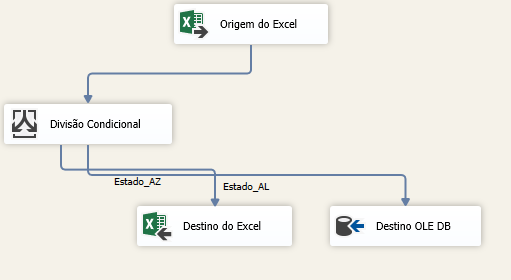 Origem do Excel
Divisão Condicional
Estado_AZ
Estado_AL
Destino do Excel
Destino OLE DB